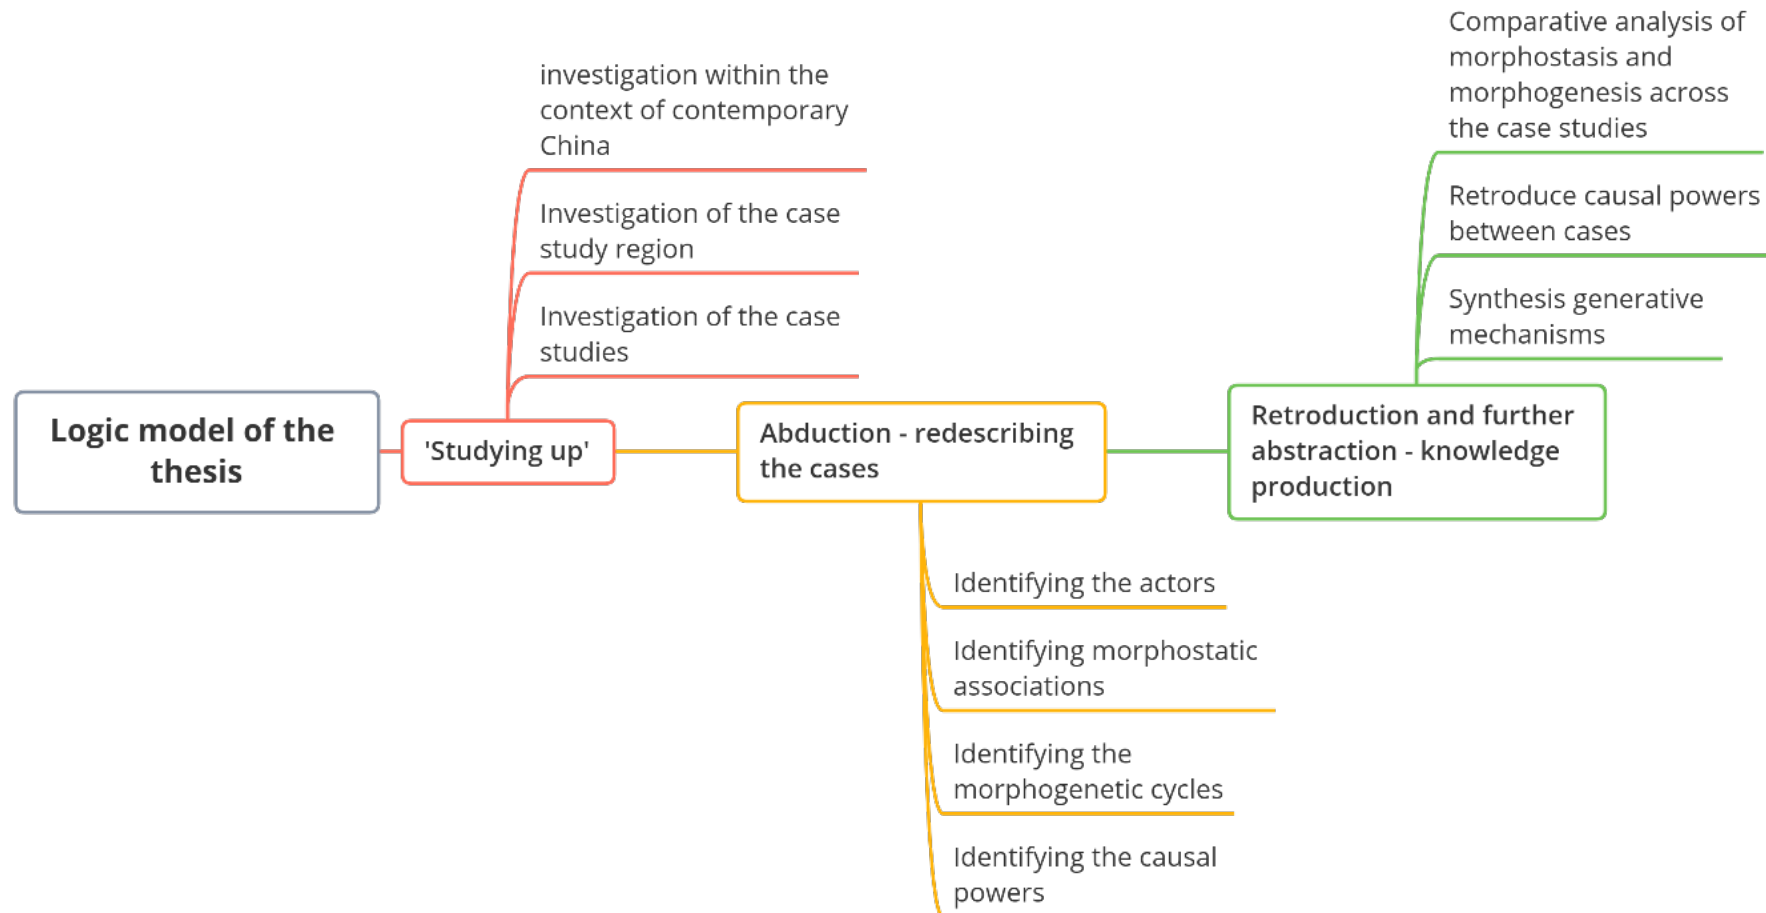 Logic model of the
thesis
'Studying up'
investigation within the
context of contemporary
China
Investigation of the case
study region
Investigation of the case
studies
Abduction - redescribing
the cases
Identifying the actors
Identifying morphostatic
associations
Identifying the
morphogenetic cycles
Identifying the causal
powers
Retroduction and further
abstraction - knowledge
production
Comparative analysis of
morphostasis and
morphogenesis across
the case studies
Retroduce causal powers
between cases
Synthesis generative
mechanisms